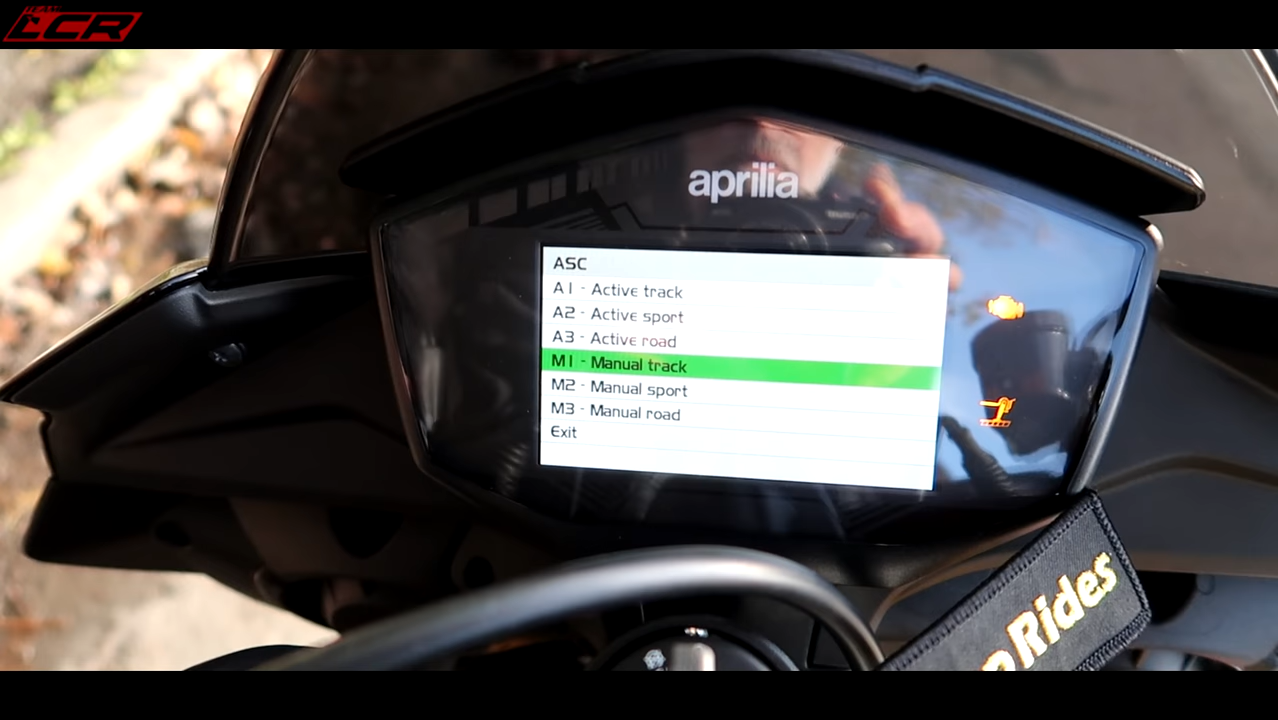 LCR
aprilia
ASC
A1 - Active track
A2 - Active sport
A3 - Active road
M1 - Manual track
M2 - Manual sport
M3 - Manual road
Exit
Rides